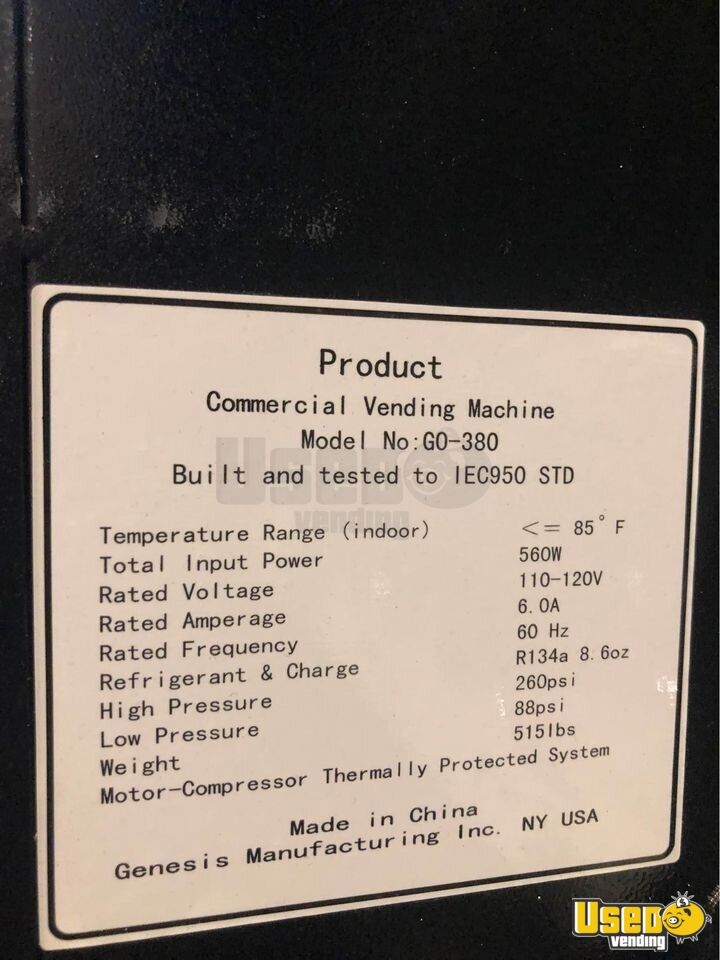 Product
Commercial Vending Machine
Model No:GO-380
Built and tested to IEC950 STD
Temperature Range (indoor) <= 85°F
Total Input Power 560W
Rated Voltage 110-120V
Rated Amperage 6.0A
Rated Frequency 60 Hz
Refrigerant & Charge R134a 8.6oz
High Pressure 260psi
Low Pressure 88psi
Weight 515lbs
Motor-Compressor Thermally Protected System
Made in China
Genesis Manufacturing Inc. NY USA
Used vending
Used
vending